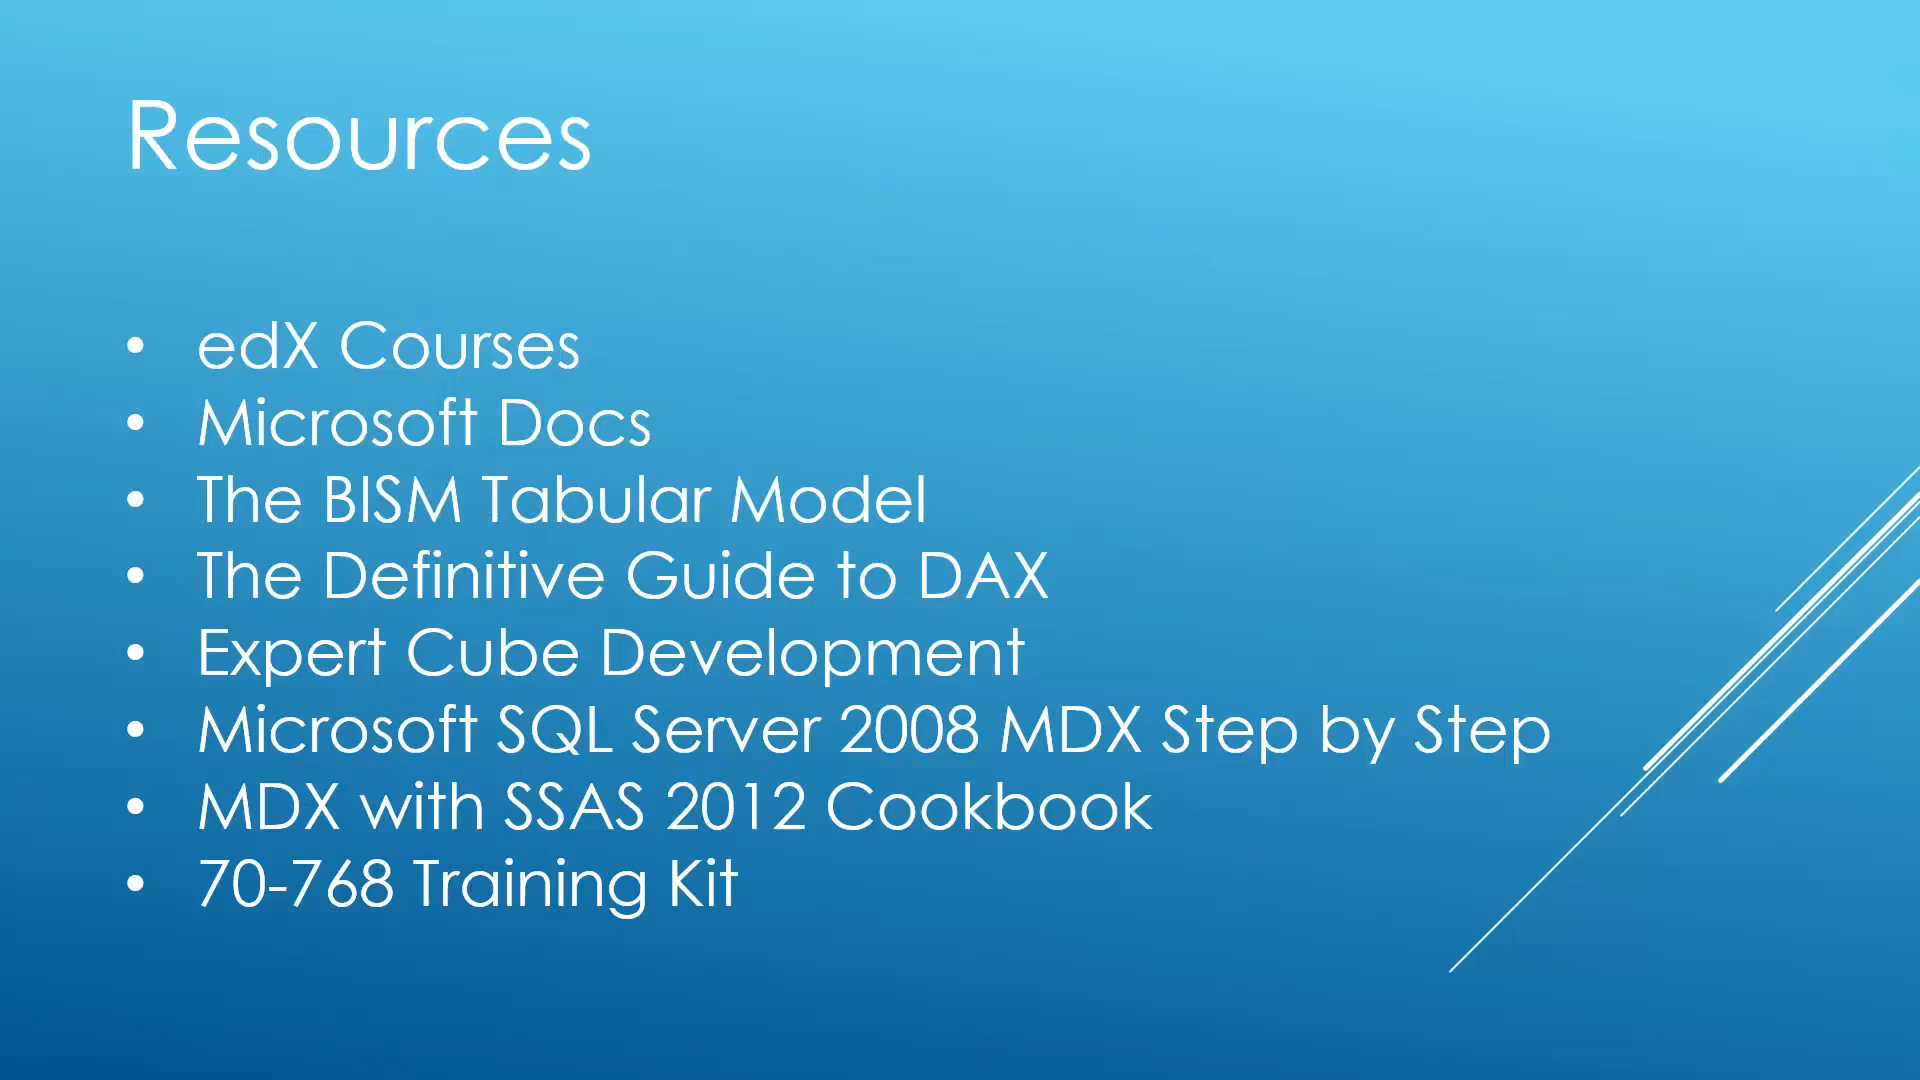 Resources
• edX Courses
• Microsoft Docs
• The BISM Tabular Model
• The Definitive Guide to DAX
• Expert Cube Development
• Microsoft SQL Server 2008 MDX Step by Step
• MDX with SSAS 2012 Cookbook
• 70-768 Training Kit